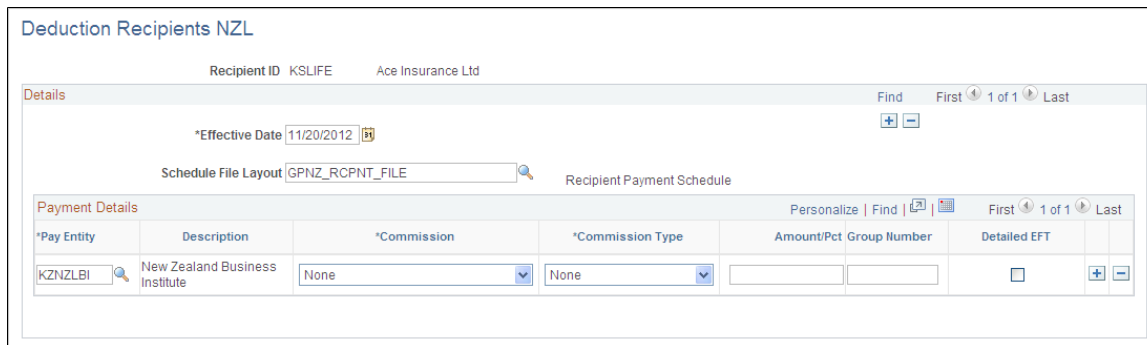 Deduction Recipients NZL
Recipient ID KSLIFE Ace Insurance Ltd
Details Find First 1 of 1 Last
*Effective Date 11/20/2012 31
Schedule File Layout GPNZ_RCPNT_FILE Recipient Payment Schedule
Payment Details Personalize | Find | | First 1 of 1 Last
*Pay Entity Description *Commission *Commission Type Amount/Pct Group Number Detailed EFT
KZNZLBI New Zealand Business Institute None None